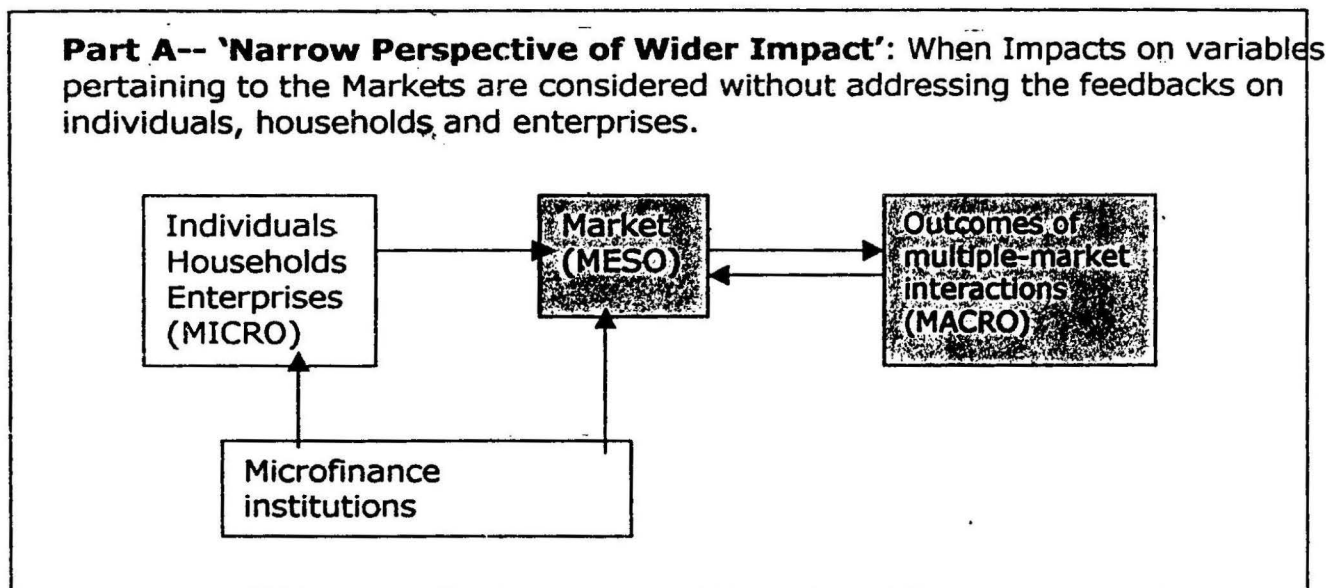 Part A-- ‘Narrow Perspective of Wider Impact’: When Impacts on variables
pertaining to the Markets are considered without addressing the feedbacks on
individuals, households and enterprises.
Individuals
Households
Enterprises
(MICRO)
Market
(MESO)
Outcomes of
multiple-market
interactions
(MACRO)
Microfinance
institutions